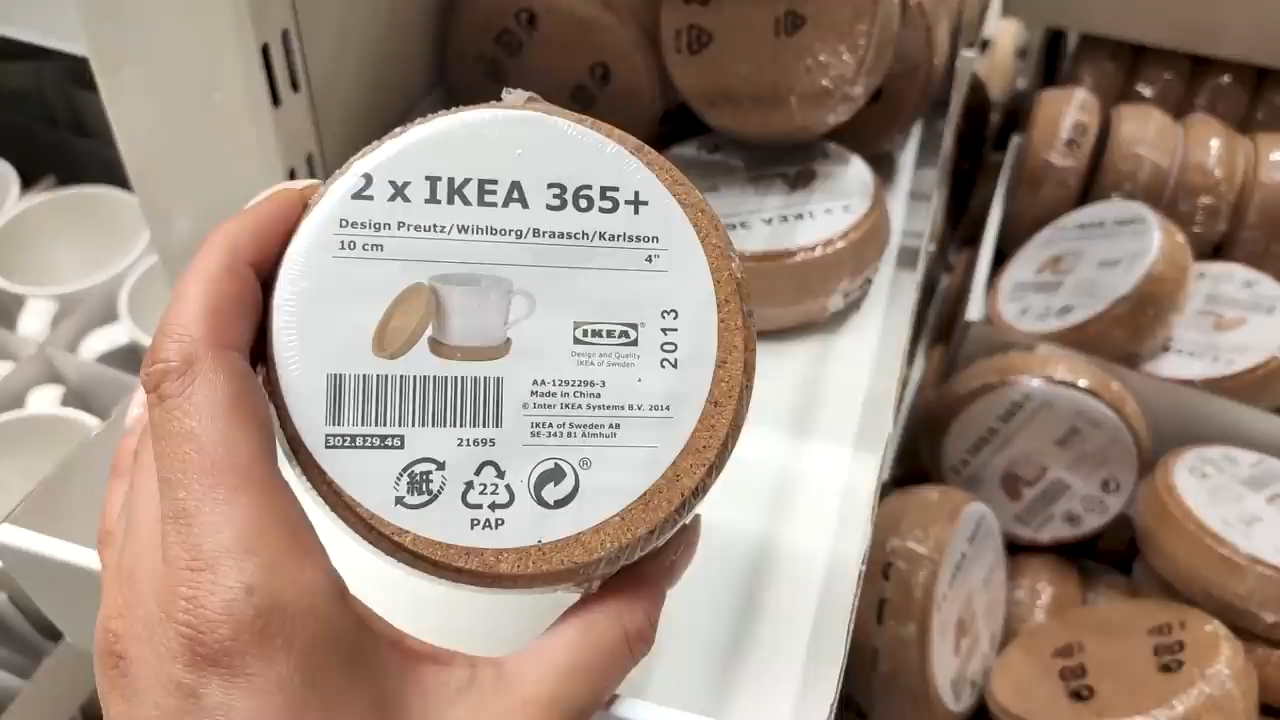 2 x IKEA 365+
Design Preutz/Wihlborg/Braasch/Karlsson
10 cm
4"
IKEA®
Design and Quality
IKEA of Sweden
2013
AA-1292296-3
Made in China
© Inter IKEA Systems B.V. 2014
302.829.46
21695
IKEA of Sweden AB
SE-343 81 Älmhult
紙
22
®
PAP